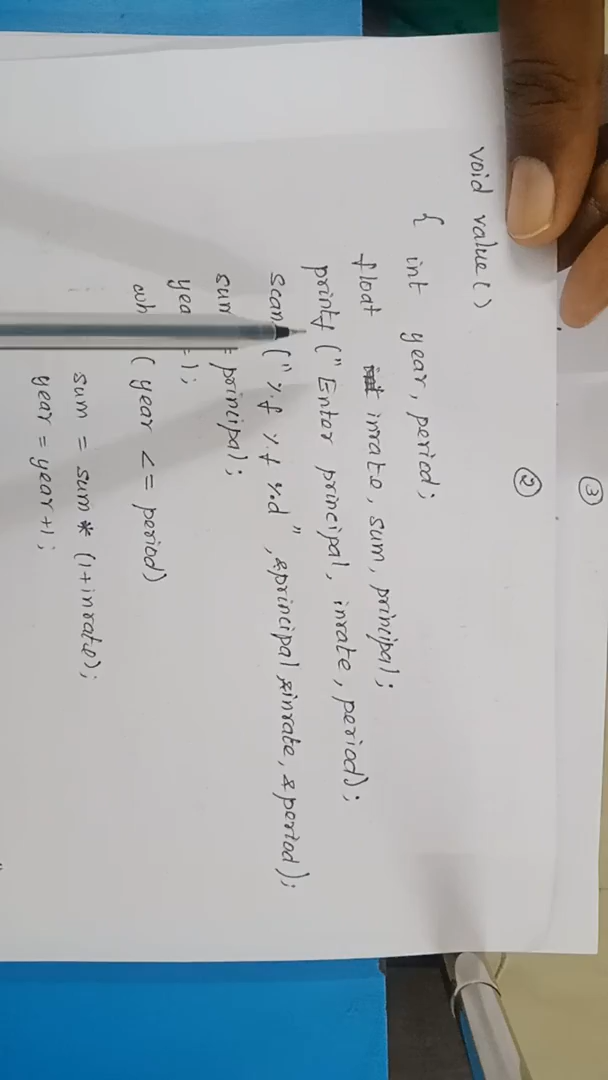 ③
②
void value()
{ int year, period;
float inrate, sum, principal;
printf ("Enter principal, inrate, period);
scan ("%f %f %d", &principal, &inrate, &period);
sum = principal;
yea = 1;
wh (year <= period)
sum = sum * (1+inrate);
year = year+1;